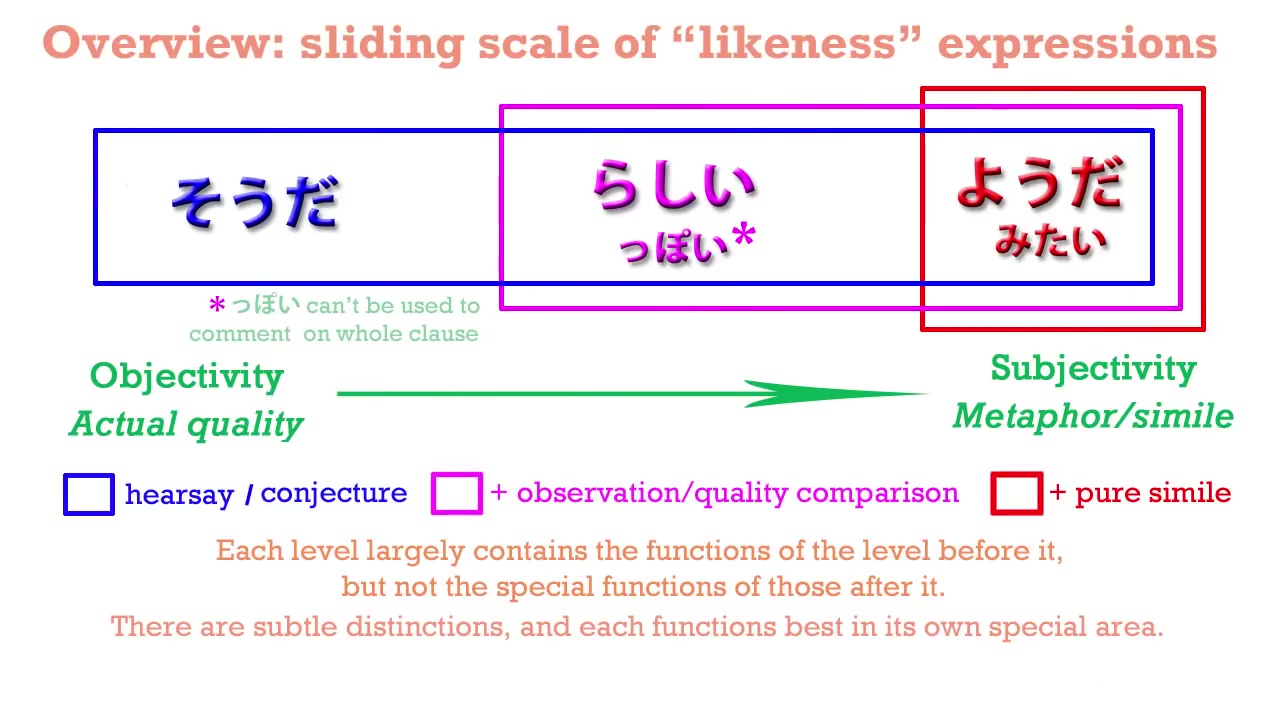 Overview: sliding scale of “likeness” expressions
そうだ
らしい
っぽい*
ようだ
みたい
*っぽい can’t be used to
comment on whole clause
Objectivity
Actual quality
Subjectivity
Metaphor/simile
hearsay / conjecture
+ observation/quality comparison
+ pure simile
Each level largely contains the functions of the level before it,
but not the special functions of those after it.
There are subtle distinctions, and each functions best in its own special area.